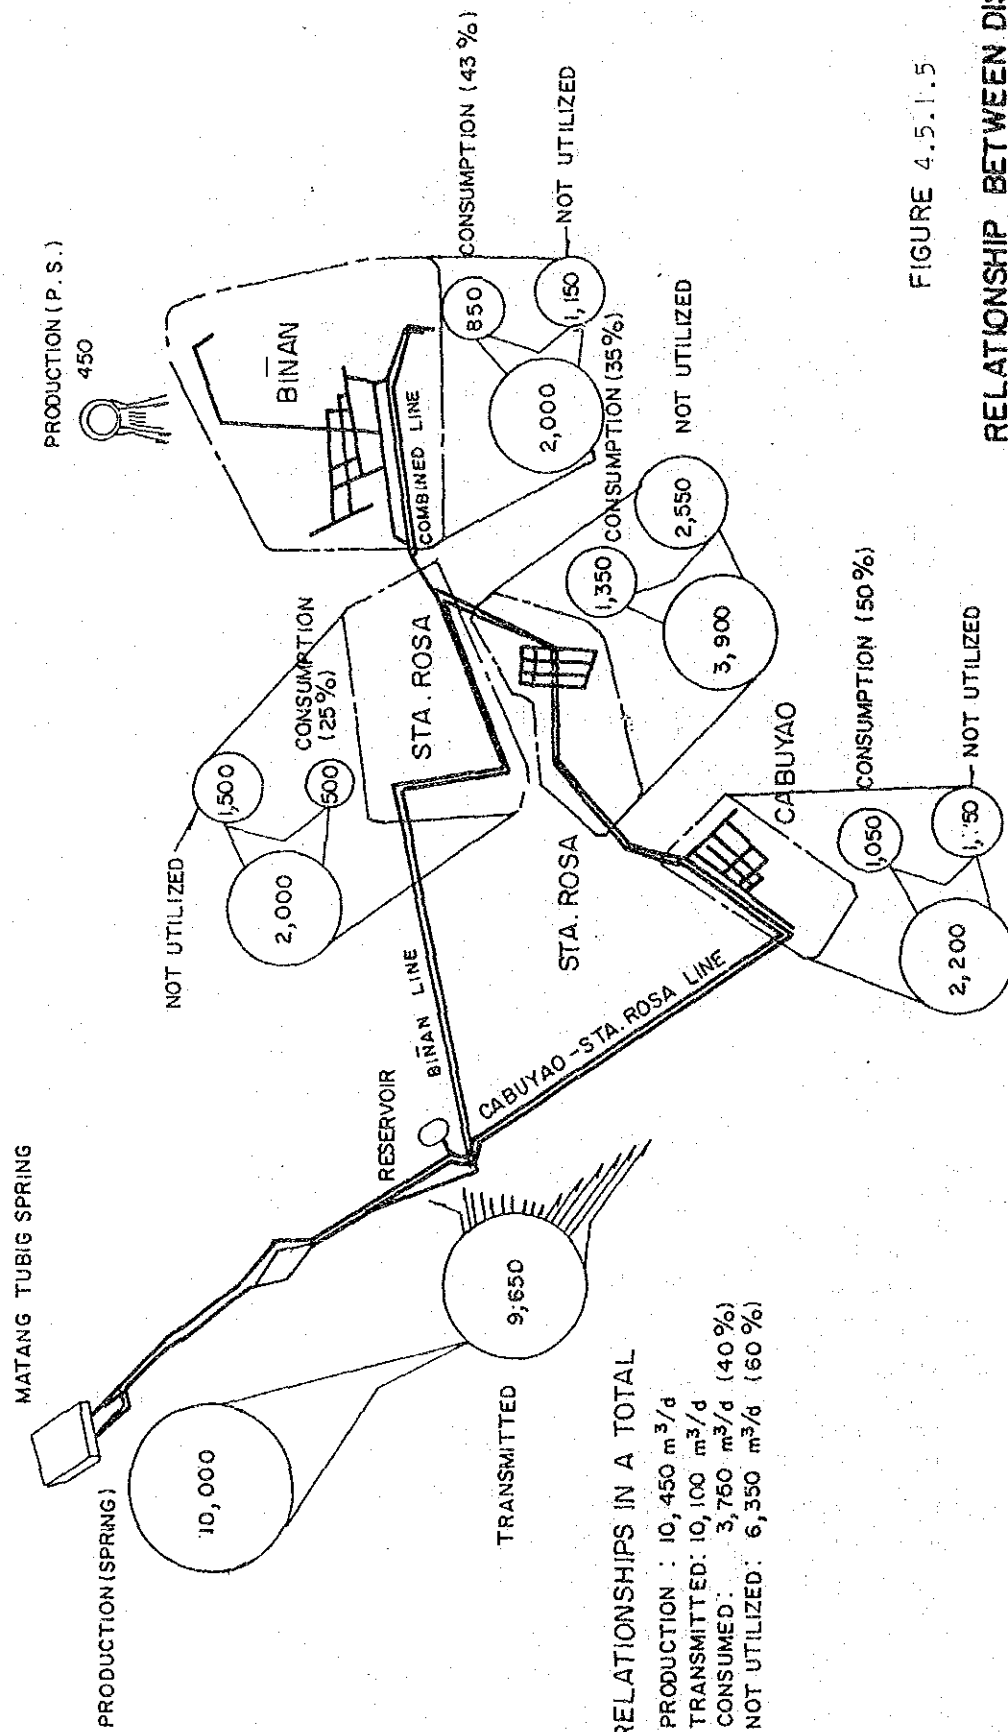 MATANG TUBIG SPRING
PRODUCTION (SPRING)
10,000
TRANSMITTED
9,650
RESERVOIR
BIÑAN LINE
CABUYAO - STA. ROSA LINE
NOT UTILIZED
1,500
2,000
CONSUMPTION
(25%)
500
STA. ROSA
STA. ROSA
PRODUCTION (P. S.)
450
BIÑAN
COMBINED LINE
CONSUMPTION (43 %)
850
2,000
1,150
NOT UTILIZED
CONSUMPTION (35%)
1,350
3,900
2,550
NOT UTILIZED
CABUYAO
CONSUMPTION (50 %)
1,050
2,200
NOT UTILIZED
RELATIONSHIPS IN A TOTAL
PRODUCTION : 10, 450 m³/d
TRANSMITTED: 10, 100 m³/d
CONSUMED: 3, 750 m³/d (40 %)
NOT UTILIZED: 6, 350 m³/d (60 %)
FIGURE 4.5.1.5
RELATIONSHIP BETWEEN